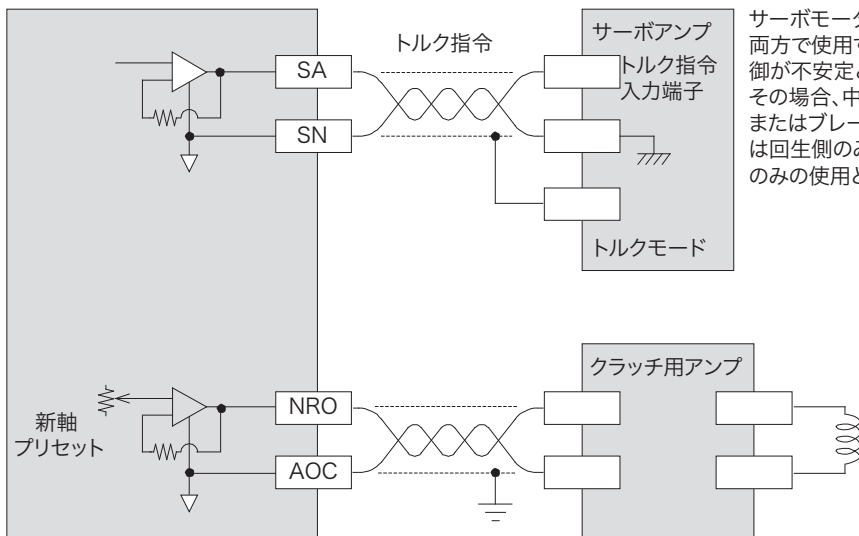 トルク指令
SA
SN
サーボアンプ
トルク指令
入力端子
トルクモード
サーボモータ
両方で使用
御が不安定
その場合、中
またはブレー
は回生側のみ
のみの使用と
新軸
プリセット
NRO
AOC
クラッチ用アンプ